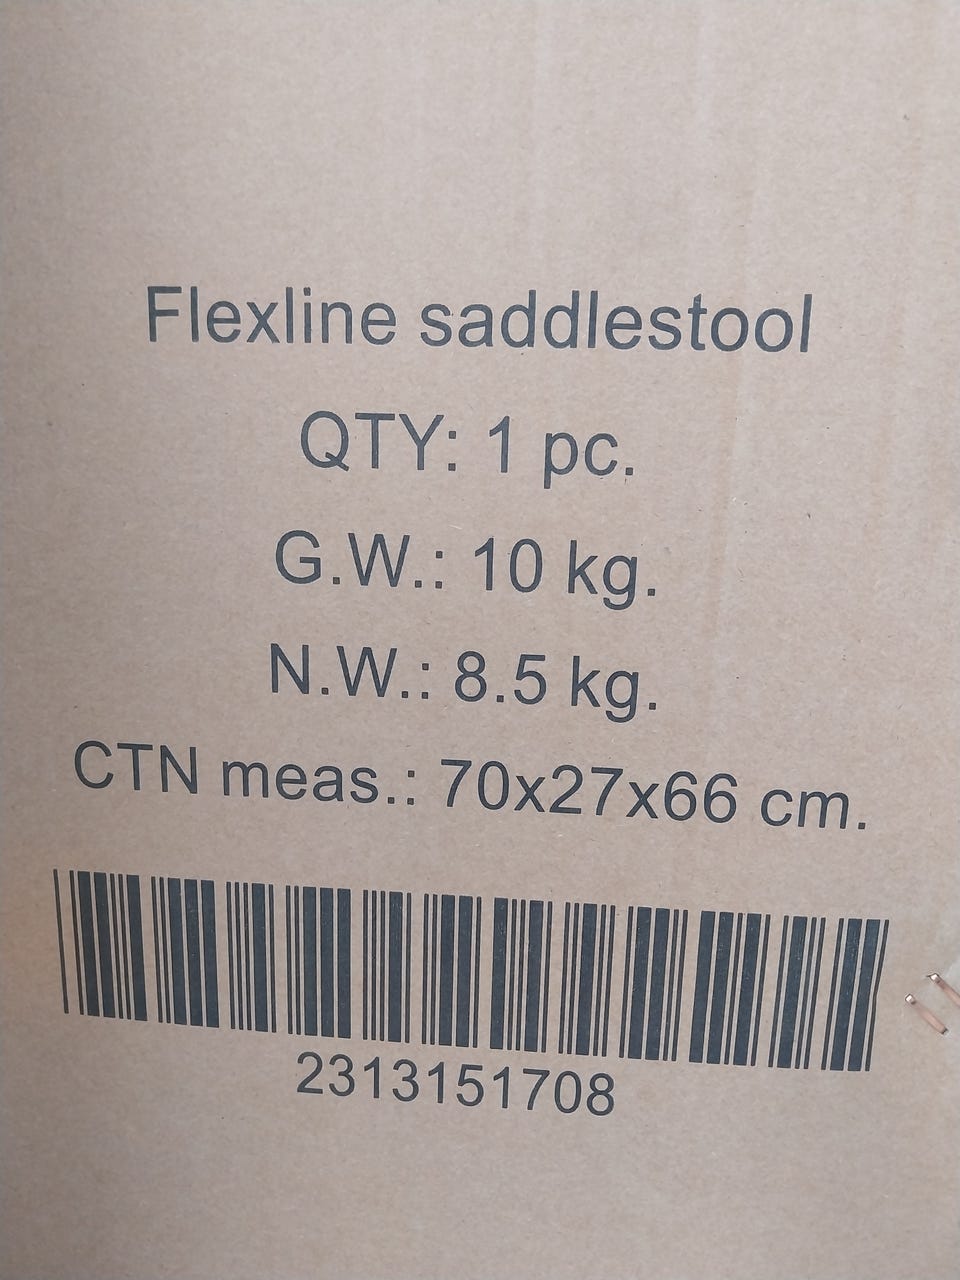 Flexline saddlestool
QTY: 1 pc.
G.W.: 10 kg.
N.W.: 8.5 kg.
CTN meas.: 70x27x66 cm.
2313151708